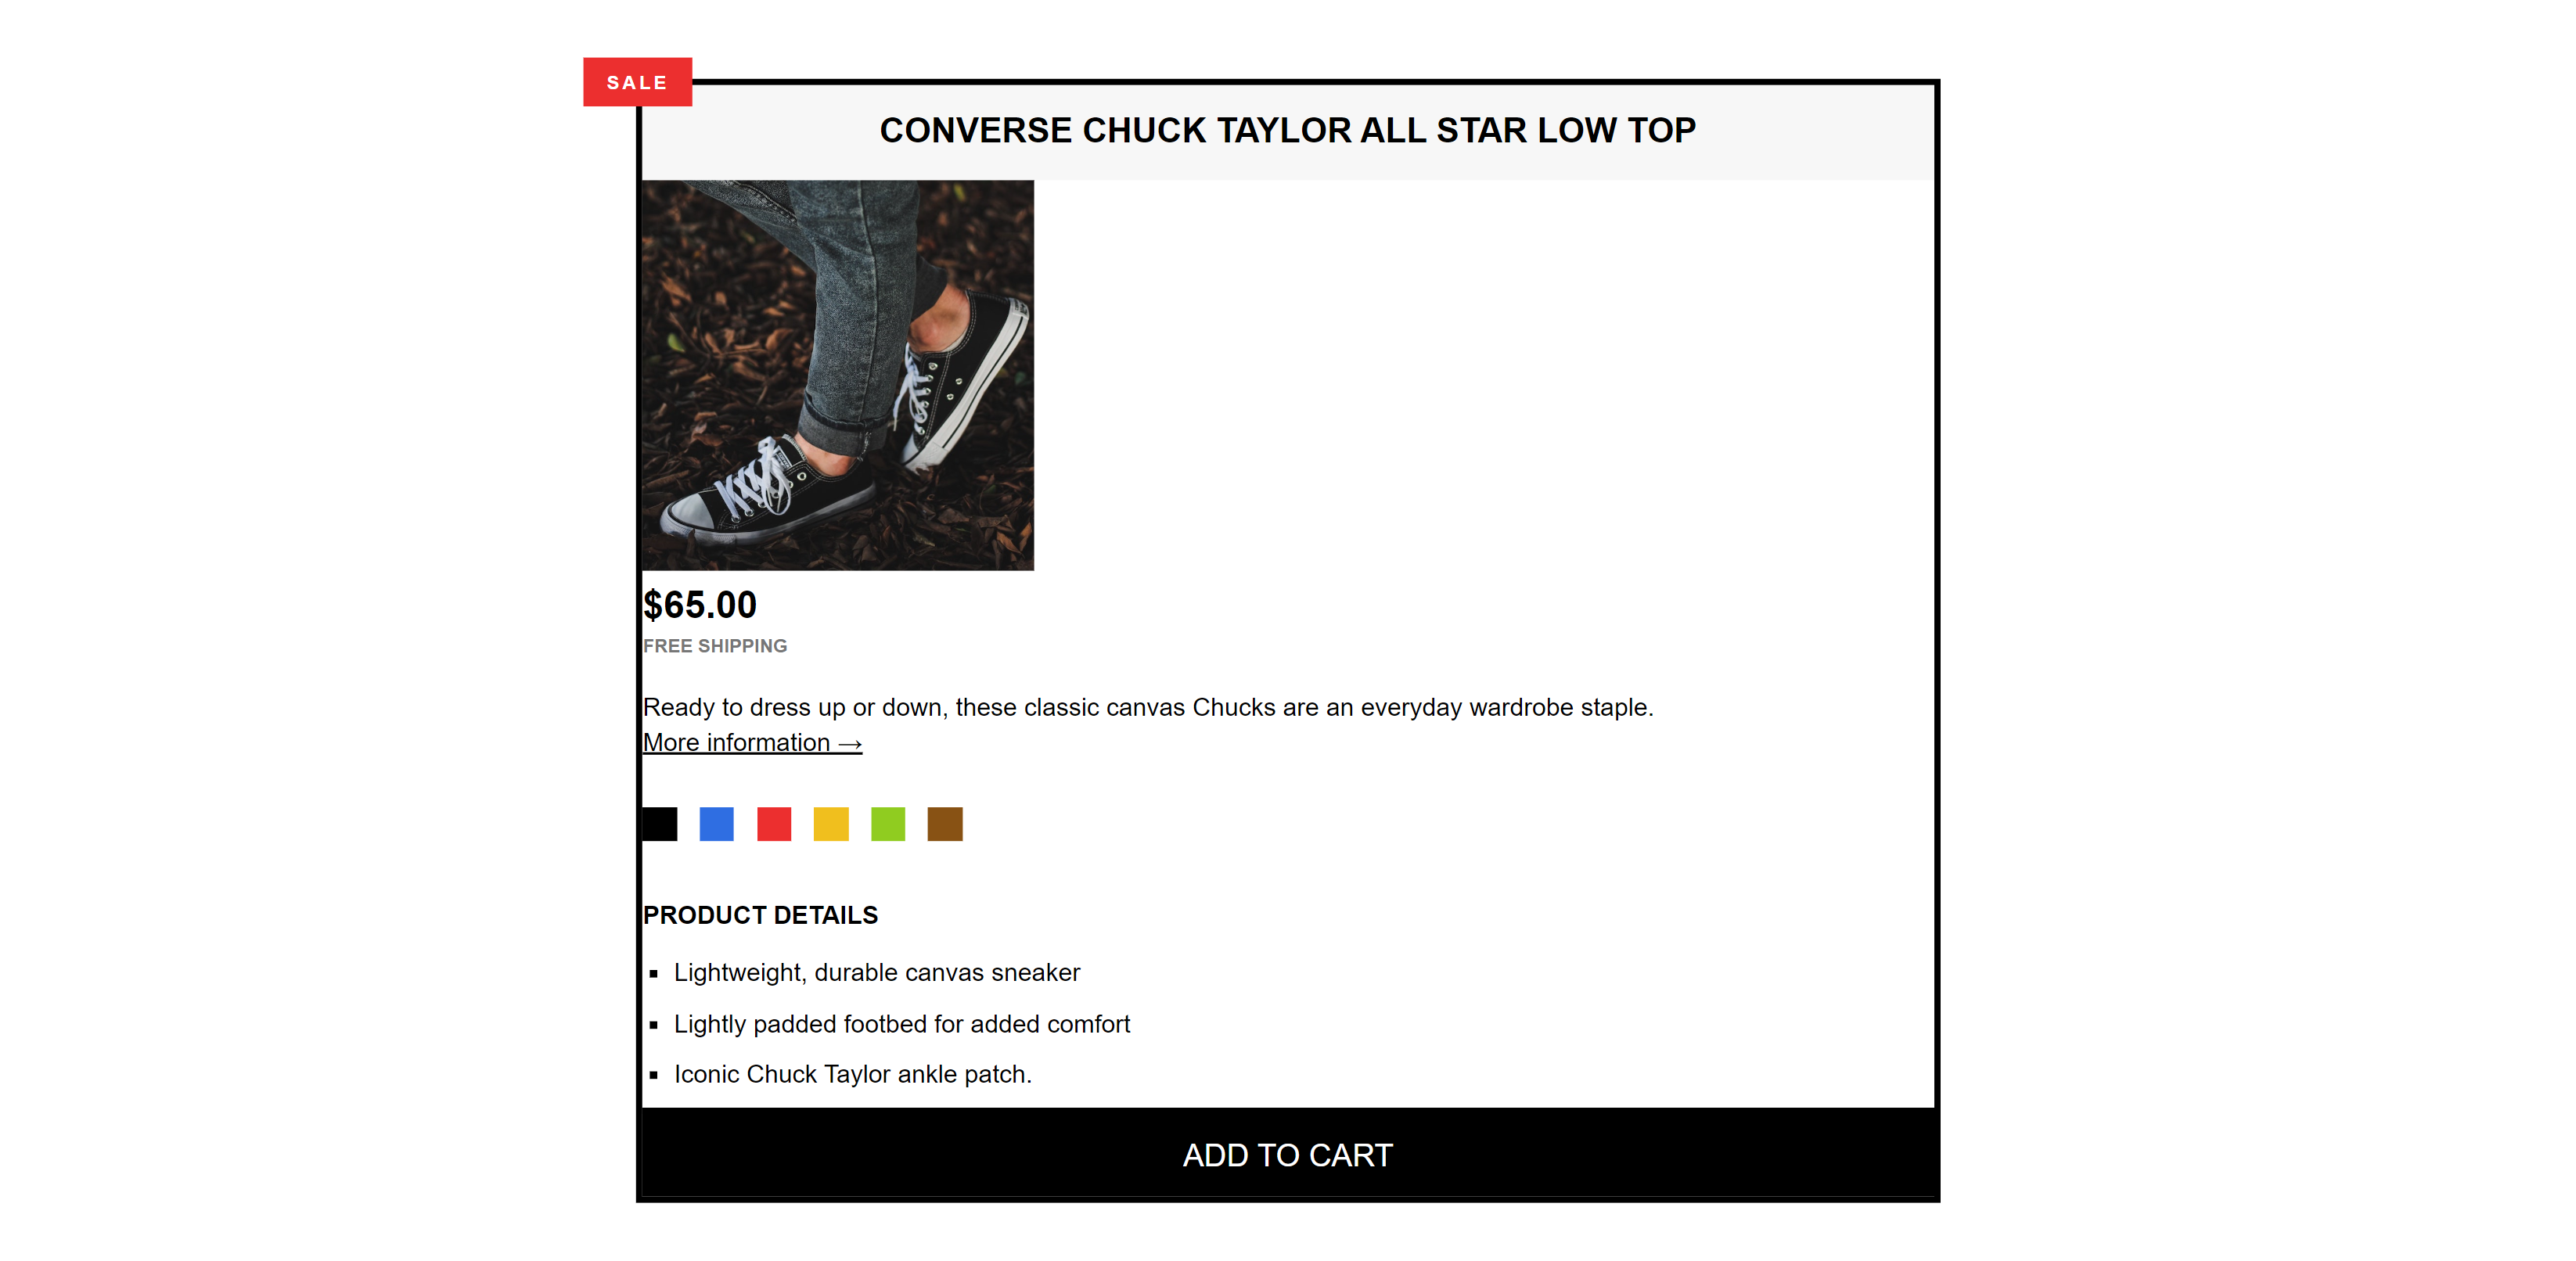 SALE
CONVERSE CHUCK TAYLOR ALL STAR LOW TOP
$65.00
FREE SHIPPING
Ready to dress up or down, these classic canvas Chucks are an everyday wardrobe staple.
More information →
PRODUCT DETAILS
▪ Lightweight, durable canvas sneaker
▪ Lightly padded footbed for added comfort
▪ Iconic Chuck Taylor ankle patch.
ADD TO CART